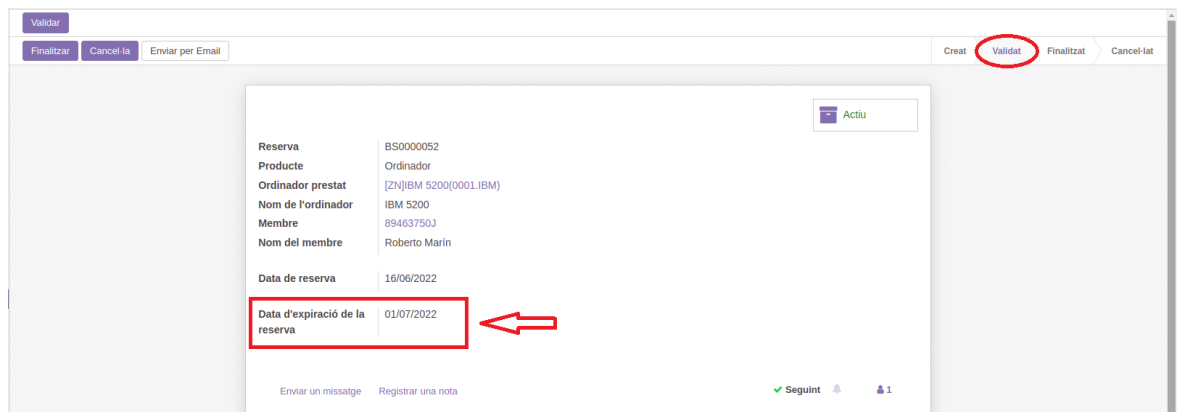 Validar
Finalitzar Cancel·la Enviar per Email Creat Validat Finalitzat Cancel·lat
Actiu
Reserva BS0000052
Producte Ordinador
Ordinador prestat [ZN]IBM 5200(0001.IBM)
Nom de l'ordinador IBM 5200
Membre 89463750J
Nom del membre Roberto Marín
Data de reserva 16/06/2022
Data d'expiració de la 01/07/2022
reserva
Enviar un missatge Registrar una nota Seguint 1